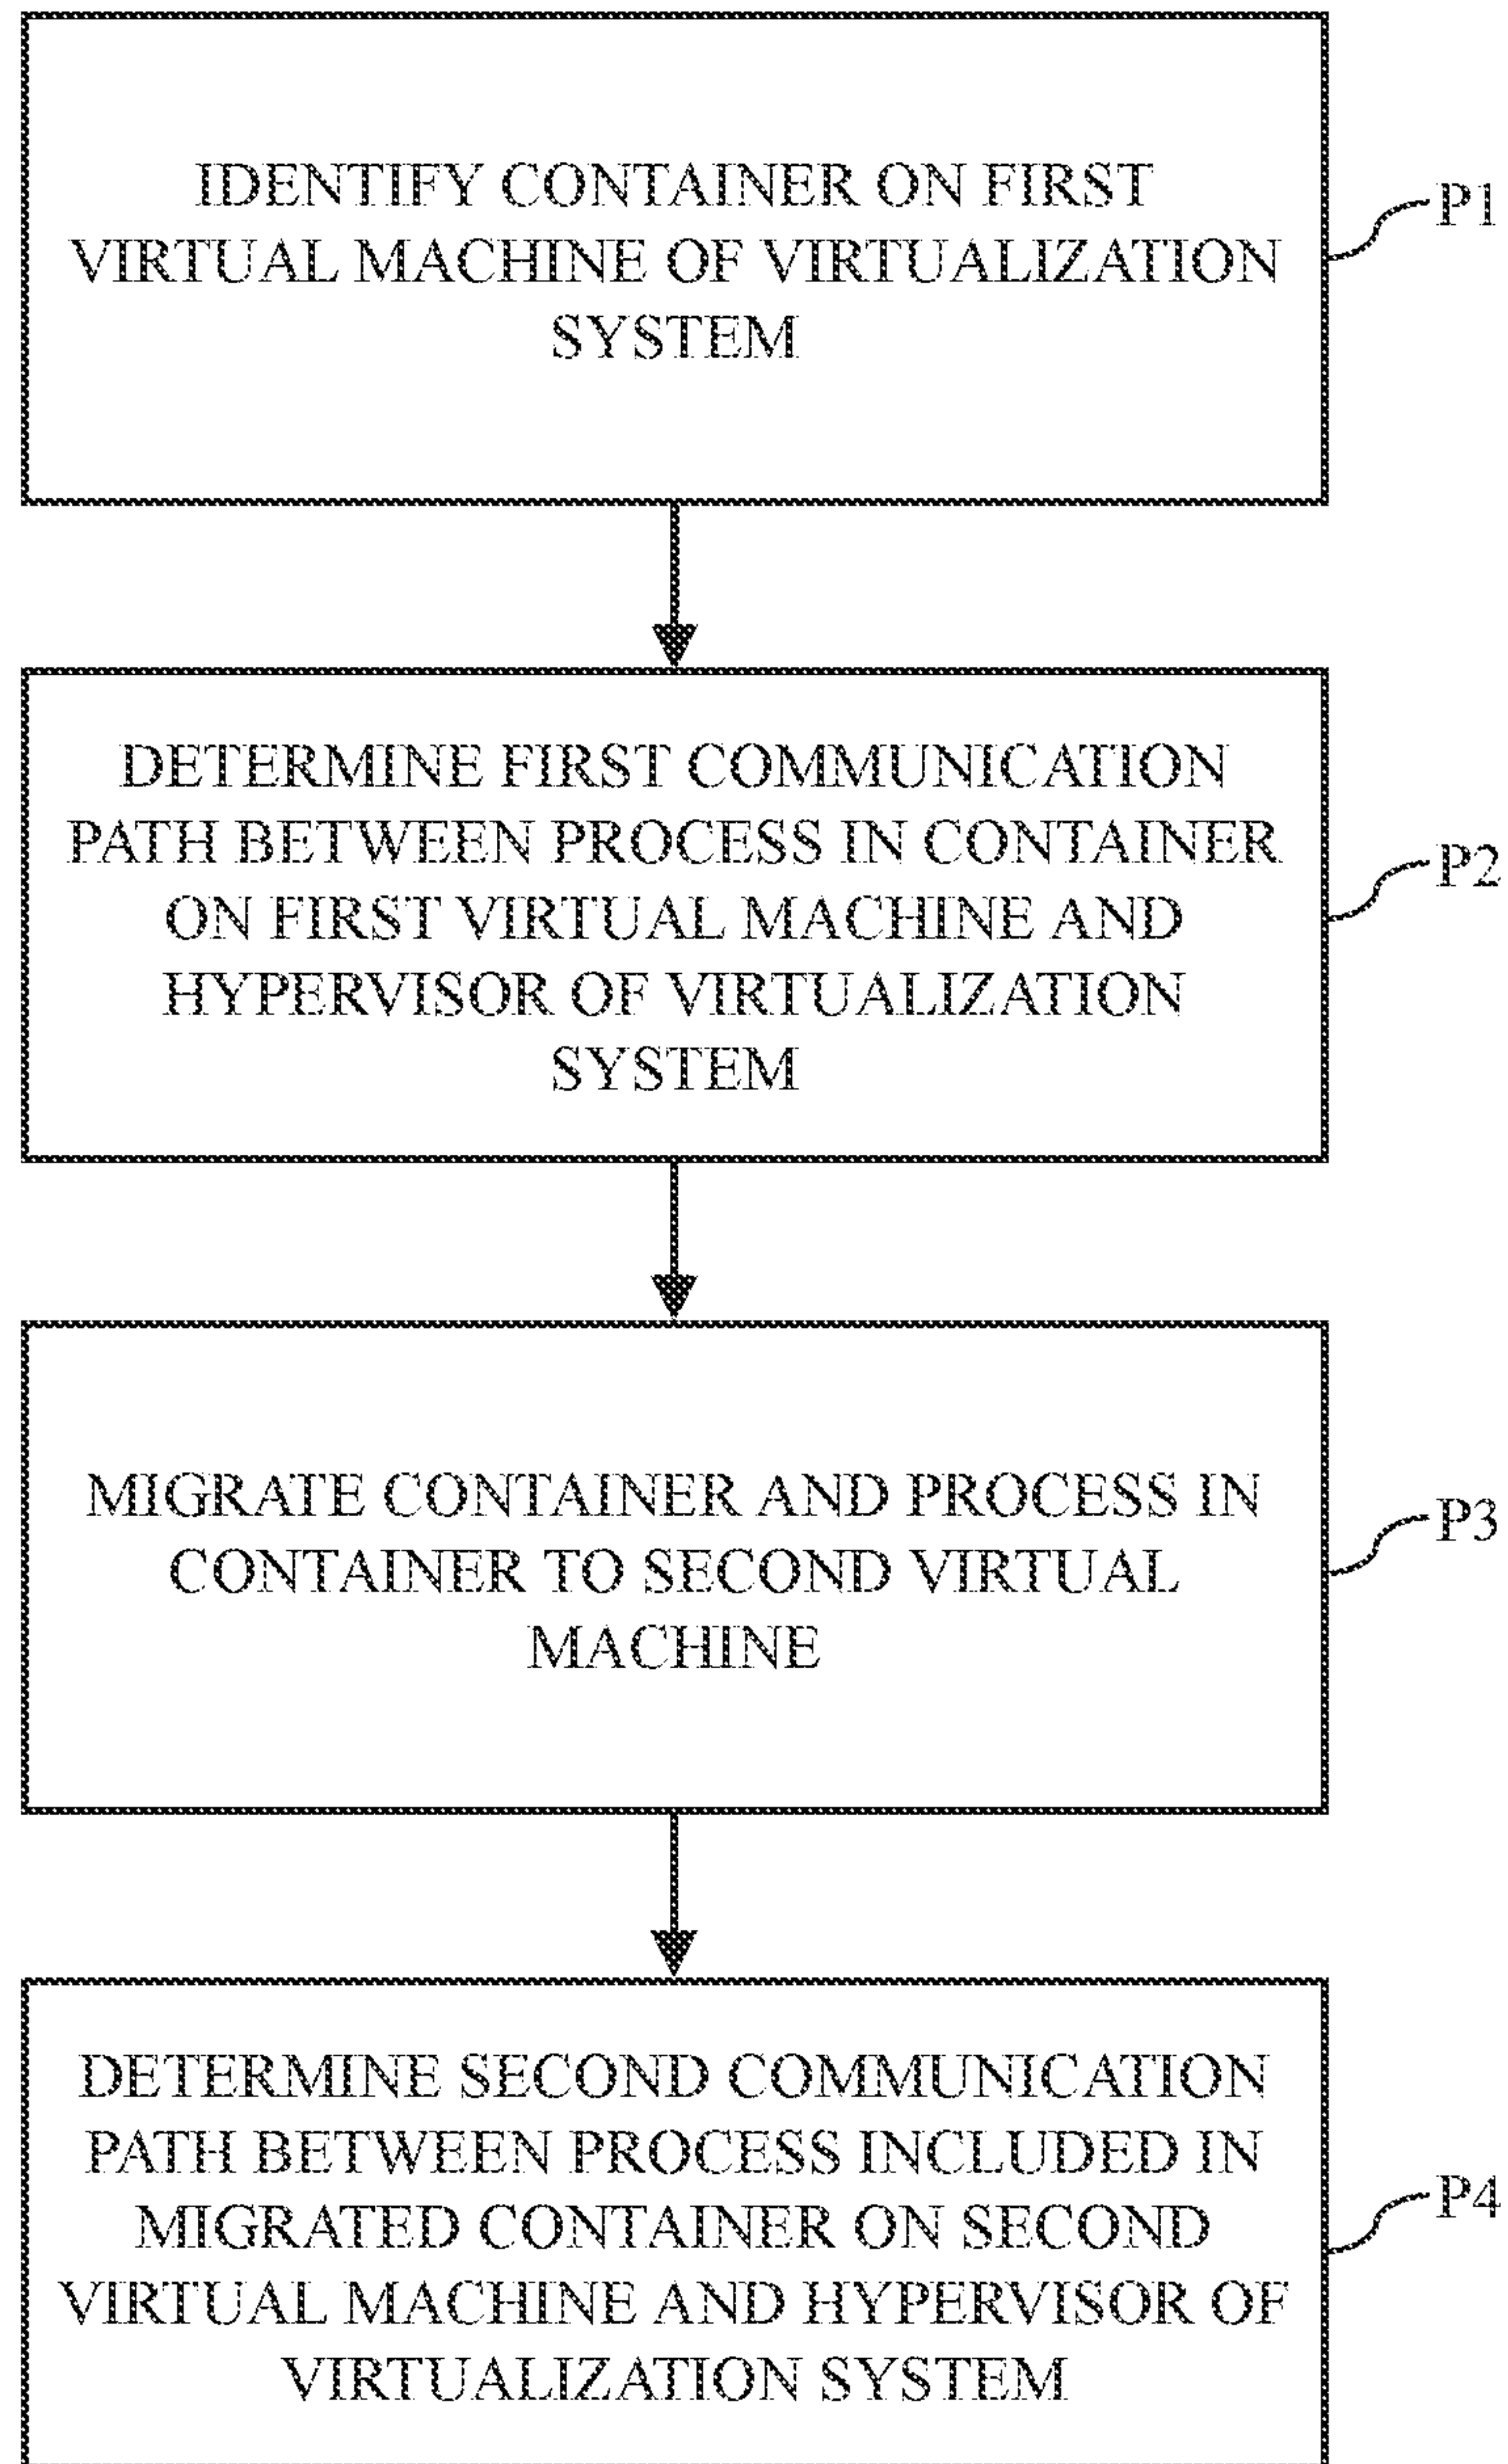 IDENTIFY CONTAINER ON FIRST
VIRTUAL MACHINE OF VIRTUALIZATION
SYSTEM
P1
DETERMINE FIRST COMMUNICATION
PATH BETWEEN PROCESS IN CONTAINER
ON FIRST VIRTUAL MACHINE AND
HYPERVISOR OF VIRTUALIZATION
SYSTEM
P2
MIGRATE CONTAINER AND PROCESS IN
CONTAINER TO SECOND VIRTUAL
MACHINE
P3
DETERMINE SECOND COMMUNICATION
PATH BETWEEN PROCESS INCLUDED IN
MIGRATED CONTAINER ON SECOND
VIRTUAL MACHINE AND HYPERVISOR OF
VIRTUALIZATION SYSTEM
P4